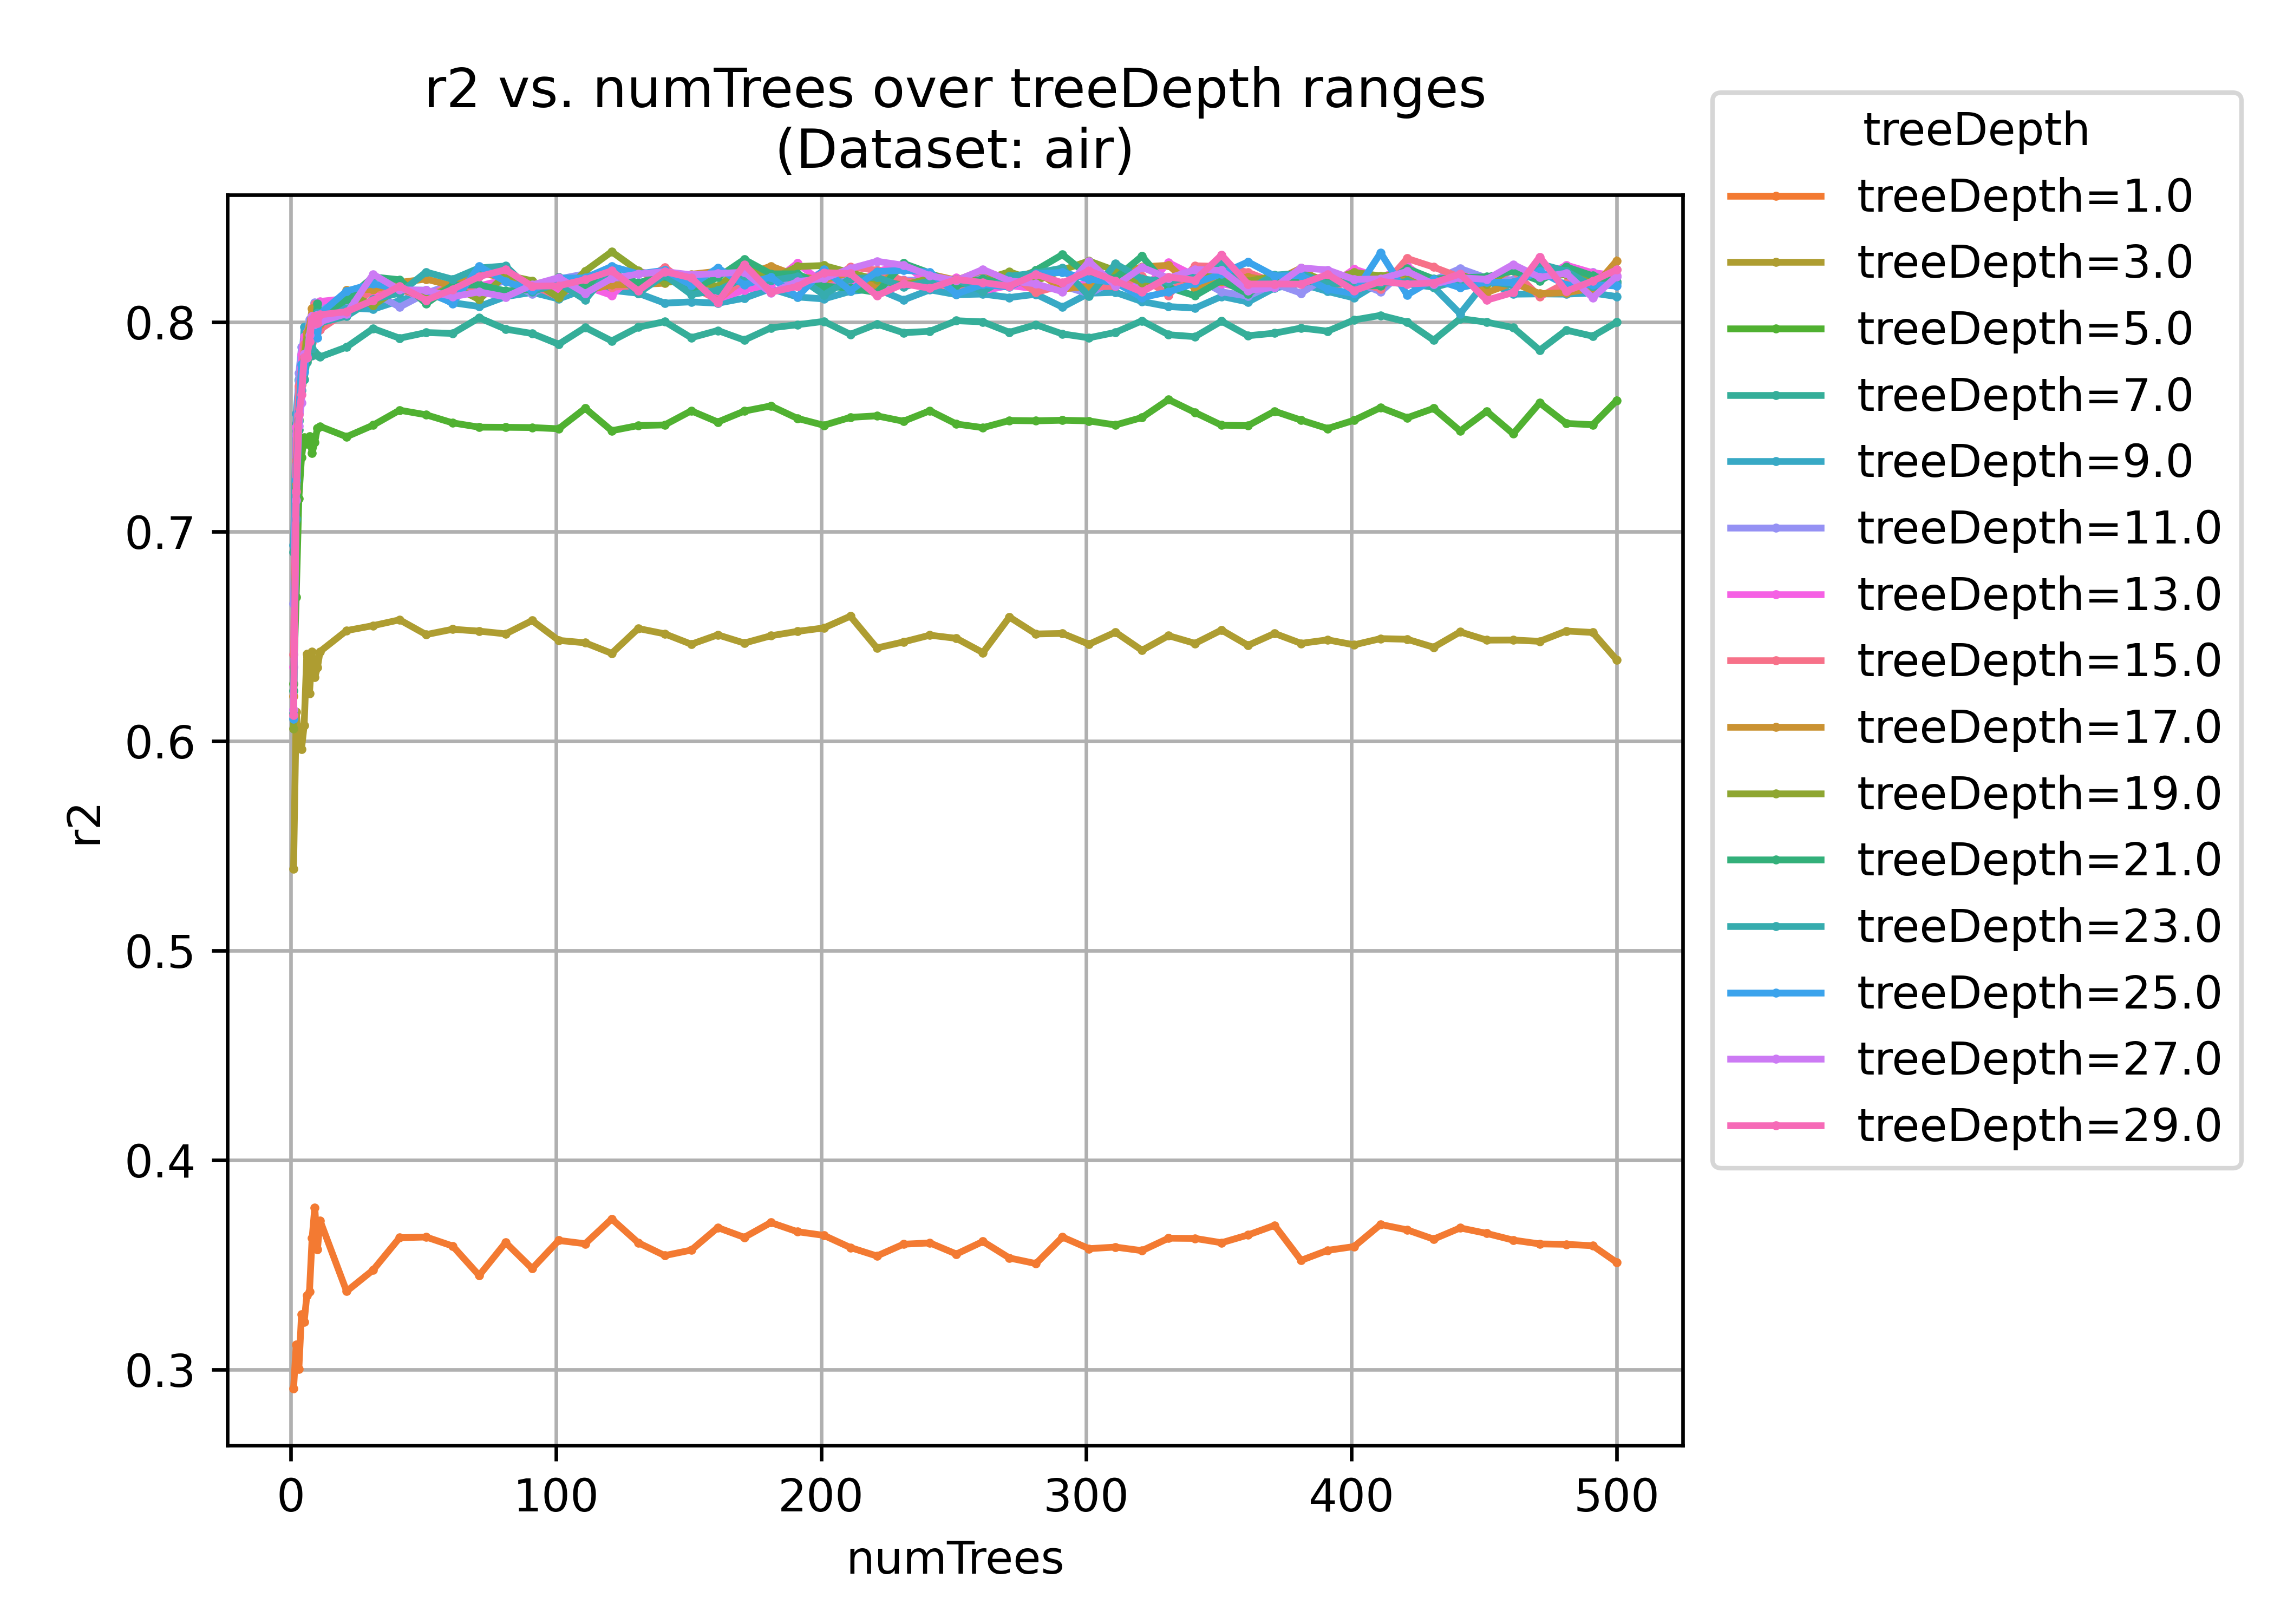 r2 vs. numTrees over treeDepth ranges
(Dataset: air)
treeDepth
treeDepth=1.0
treeDepth=3.0
treeDepth=5.0
treeDepth=7.0
treeDepth=9.0
treeDepth=11.0
treeDepth=13.0
treeDepth=15.0
treeDepth=17.0
treeDepth=19.0
treeDepth=21.0
treeDepth=23.0
treeDepth=25.0
treeDepth=27.0
treeDepth=29.0
r2
0.8
0.7
0.6
0.5
0.4
0.3
0 100 200 300 400 500
numTrees